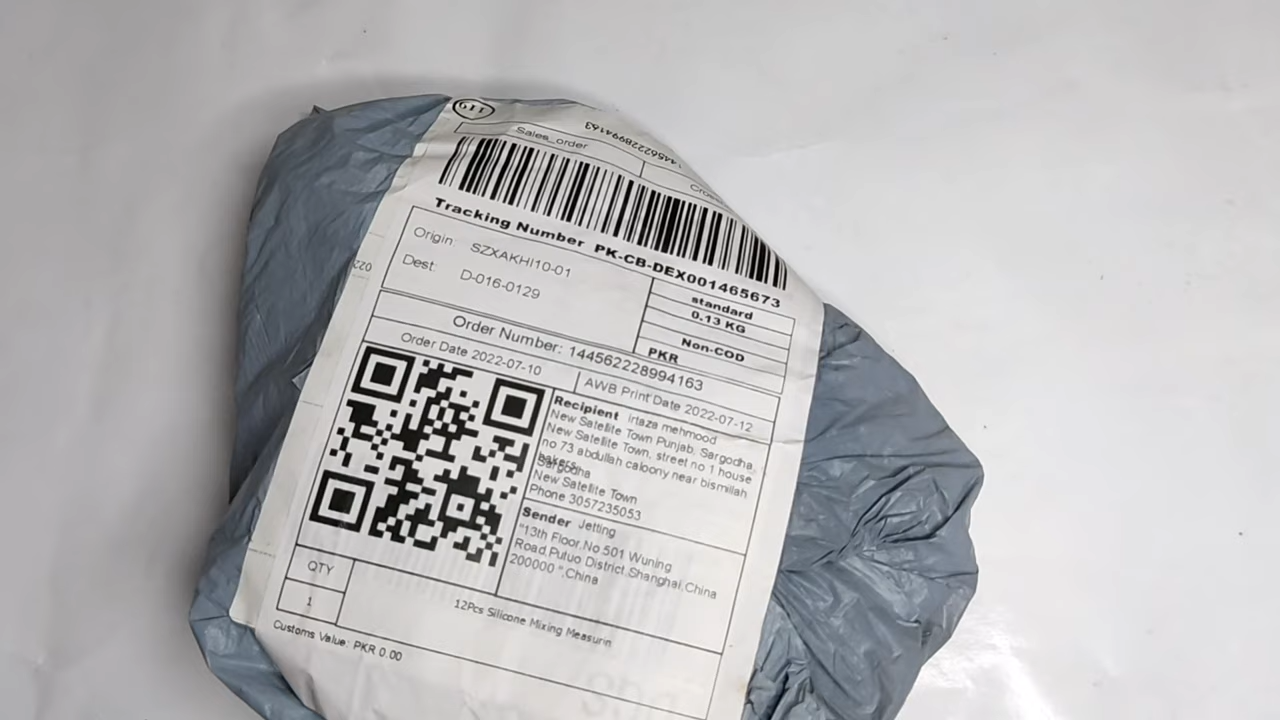 144562228994163
Sales_order
Tracking Number PK-CB-DEX001465673
Origin: SZXAKHI10-01
Dest: D-016-0129
standard
0.13 KG
Non-COD
PKR
Order Number: 144562228994163
Order Date 2022-07-10
AWB Print Date 2022-07-12
Recipient irtaza mehmood
New Satellite Town Punjab, Sargodha,
New Satellite Town, street no 1 house
no 73 abdullah caloony near bismillah
bakers
Sargodha
New Satellite Town
Phone 3057235053
Sender Jetting
"13th Floor,No.501 Wuning
Road,Putuo District,Shanghai,China
200000 ",China
QTY
1
12Pcs Silicone Mixing Measurin
Customs Value: PKR 0.00